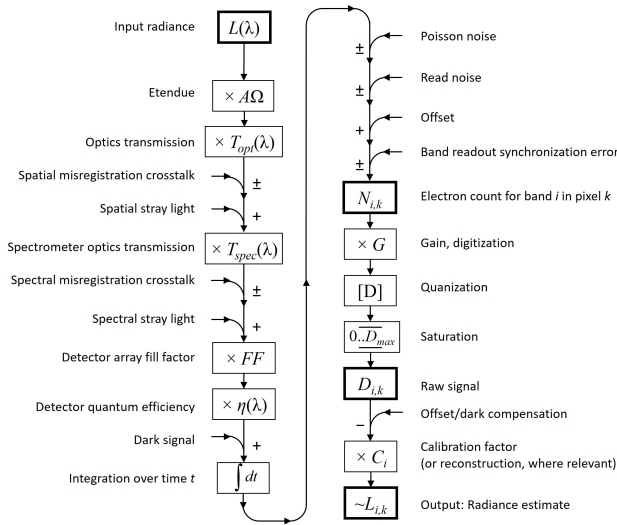 Input radiance L(λ)
Etendue × AΩ
Optics transmission × T_opt(λ)
Spatial misregistration crosstalk ±
Spatial stray light +
Spectrometer optics transmission × T_spec(λ)
Spectral misregistration crosstalk ±
Spectral stray light +
Detector array fill factor × FF
Detector quantum efficiency × η(λ)
Dark signal +
Integration over time t ∫ dt
± Poisson noise
± Read noise
+ Offset
± Band readout synchronization error
N_i,k Electron count for band i in pixel k
× G Gain, digitization
[D] Quanization
0..D_max Saturation
D_i,k Raw signal
− Offset/dark compensation
× C_i Calibration factor
(or reconstruction, where relevant)
~L_i,k Output: Radiance estimate